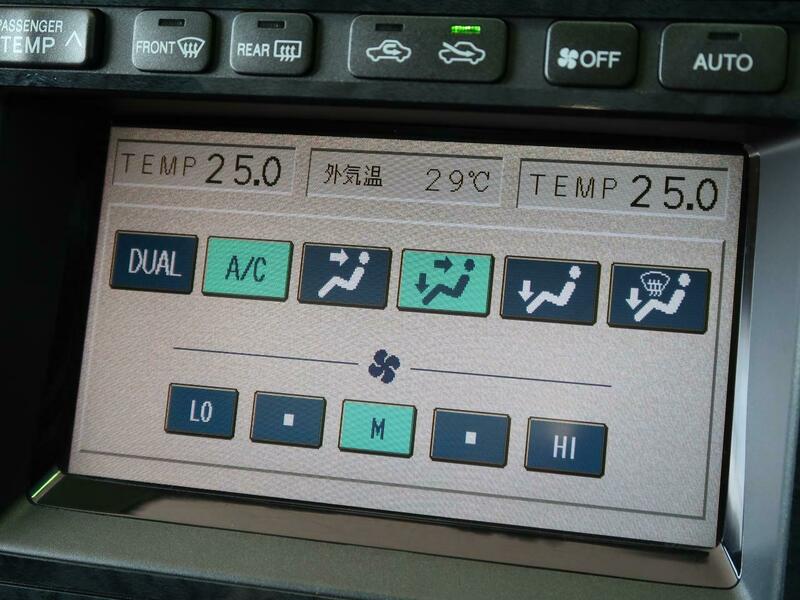 PASSENGER
TEMP
FRONT
REAR
OFF
AUTO
TEMP 25.0
外気温 29℃
TEMP 25.0
DUAL
A/C
LO
M
HI